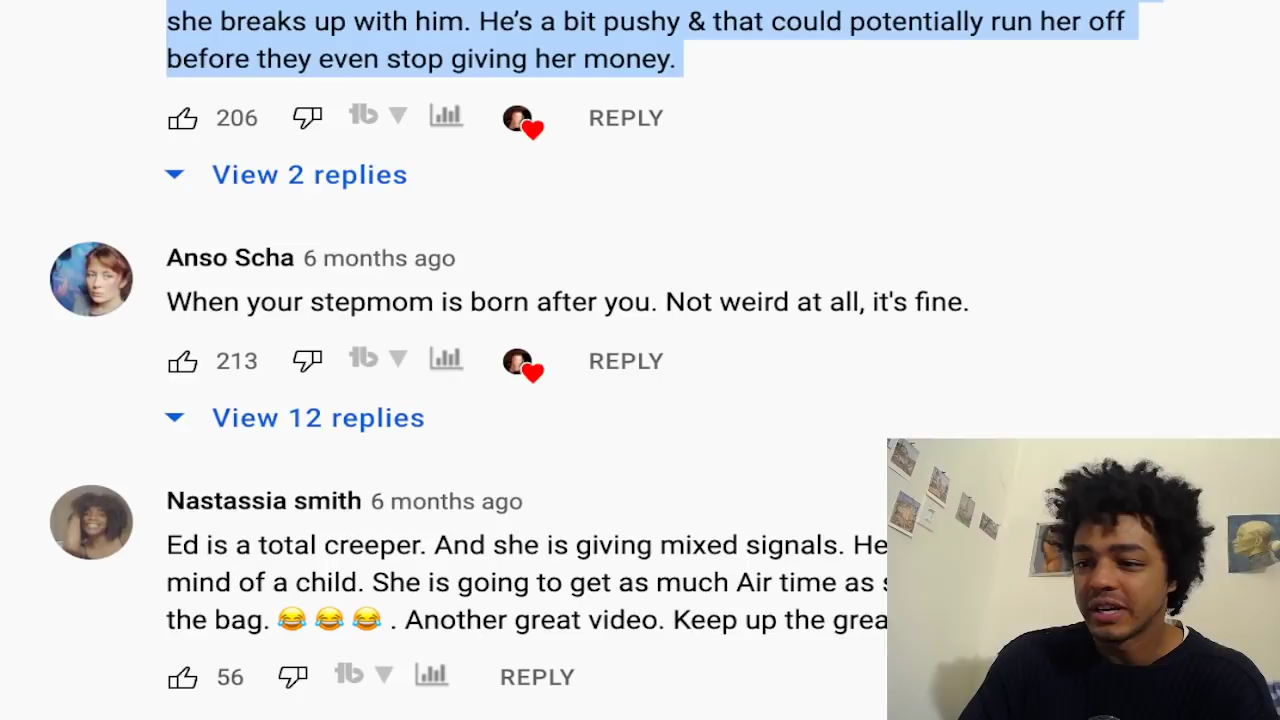 she breaks up with him. He’s a bit pushy & that could potentially run her off
before they even stop giving her money.
206
REPLY
View 2 replies
Anso Scha 6 months ago
When your stepmom is born after you. Not weird at all, it's fine.
213
REPLY
View 12 replies
Nastassia smith 6 months ago
Ed is a total creeper. And she is giving mixed signals. He
mind of a child. She is going to get as much Air time as
the bag. 😂 😂 😂 . Another great video. Keep up the
56
REPLY